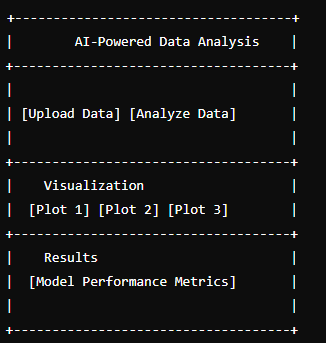 +-----------------------------------+
|        AI-Powered Data Analysis    |
+-----------------------------------+
|                                   |
| [Upload Data] [Analyze Data]       |
|                                   |
+-----------------------------------+
|    Visualization                   |
|  [Plot 1] [Plot 2] [Plot 3]        |
+-----------------------------------+
|    Results                        |
|  [Model Performance Metrics]       |
|                                   |
+-----------------------------------+